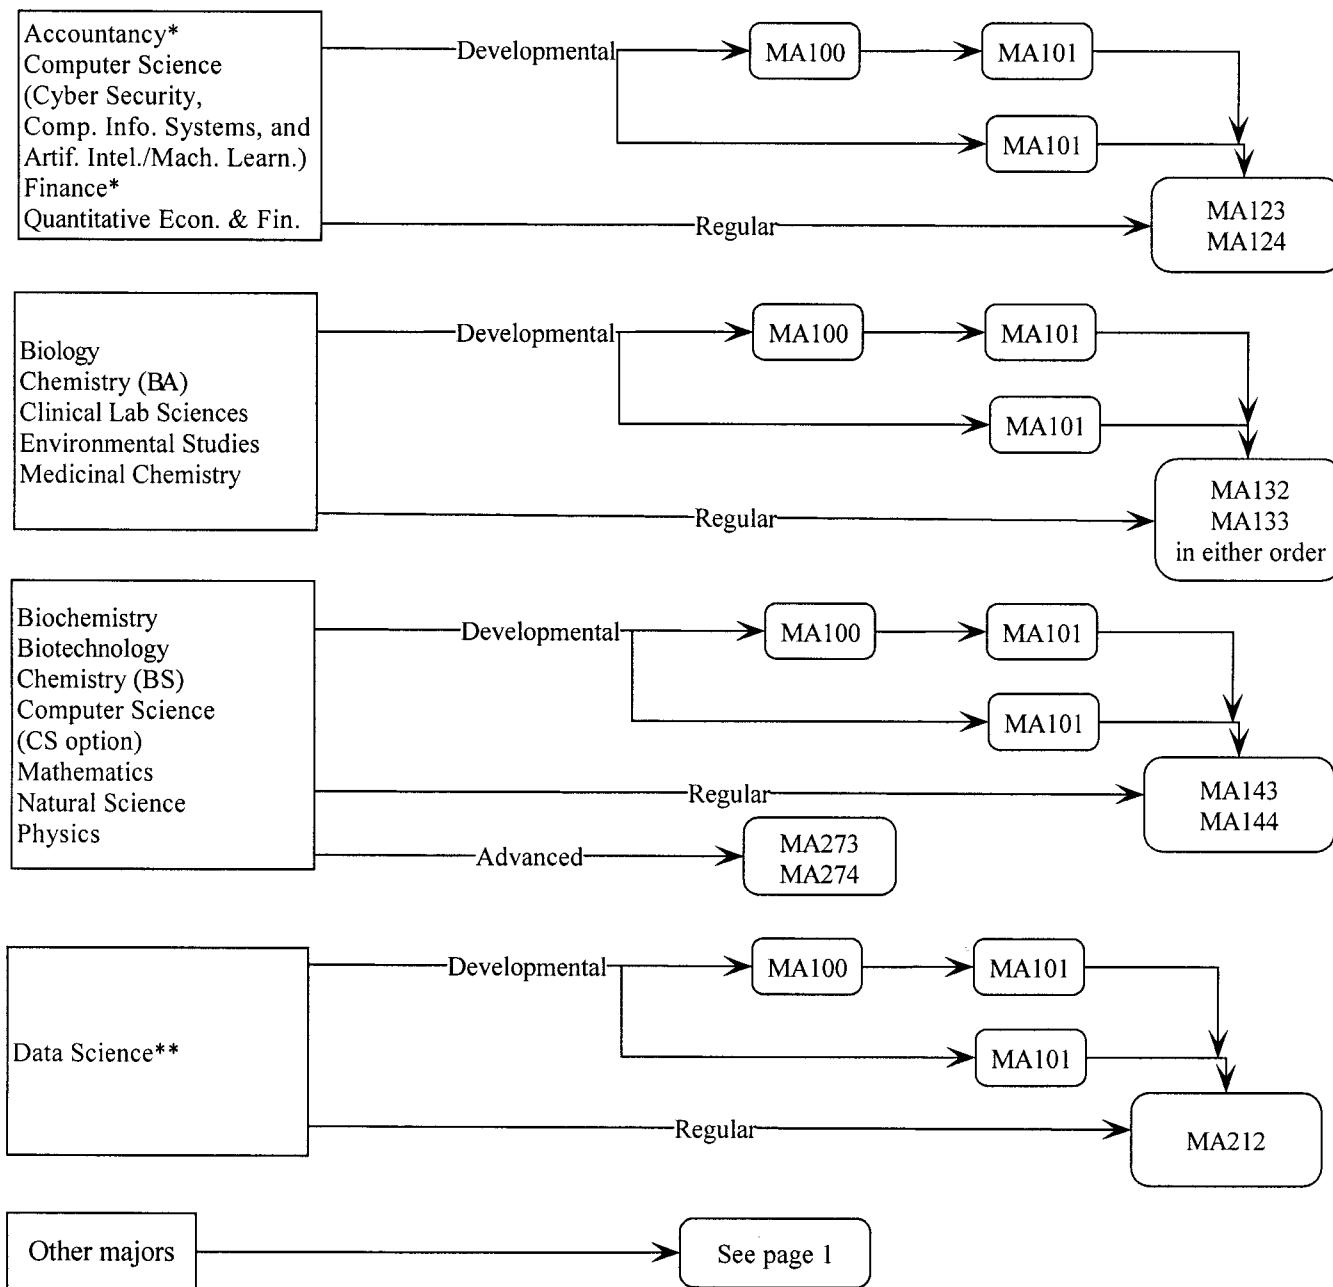 Accountancy*
Computer Science
(Cyber Security,
Comp. Info. Systems, and
Artif. Intel./Mach. Learn.)
Finance*
Quantitative Econ. & Fin.
Developmental
MA100
MA101
MA101
Regular
MA123
MA124
Biology
Chemistry (BA)
Clinical Lab Sciences
Environmental Studies
Medicinal Chemistry
Developmental
MA100
MA101
MA101
Regular
MA132
MA133
in either order
Biochemistry
Biotechnology
Chemistry (BS)
Computer Science
(CS option)
Mathematics
Natural Science
Physics
Developmental
MA100
MA101
MA101
Regular
MA143
MA144
Advanced
MA273
MA274
Data Science**
Developmental
MA100
MA101
MA101
Regular
MA212
Other majors
See page 1